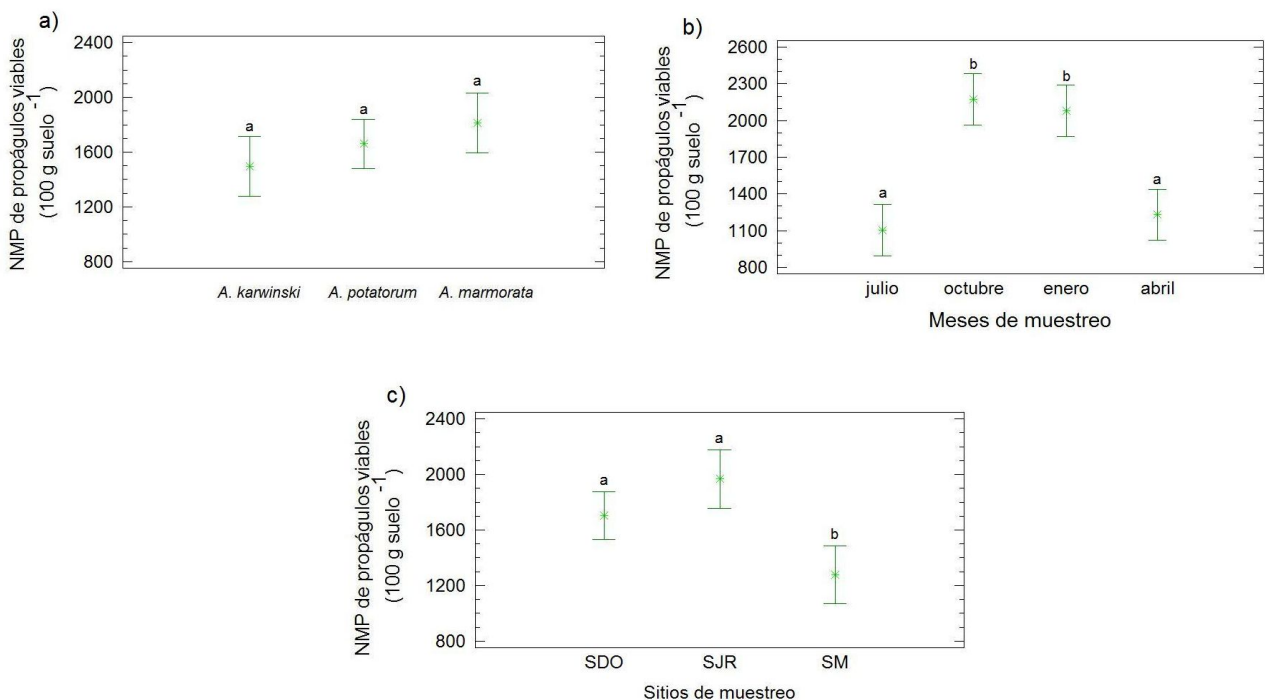 a)
NMP de propágulos viables
(100 g suelo -1)
2400
2000
1600
1200
800
a
a
a
A. karwinski
A. potatorum
A. marmorata
b)
NMP de propágulos viables
(100 g suelo -1)
2600
2300
2000
1700
1400
1100
800
a
b
b
a
julio
octubre
enero
abril
Meses de muestreo
c)
NMP de propágulos viables
(100 g suelo -1)
2400
2000
1600
1200
800
a
a
b
SDO
SJR
SM
Sitios de muestreo